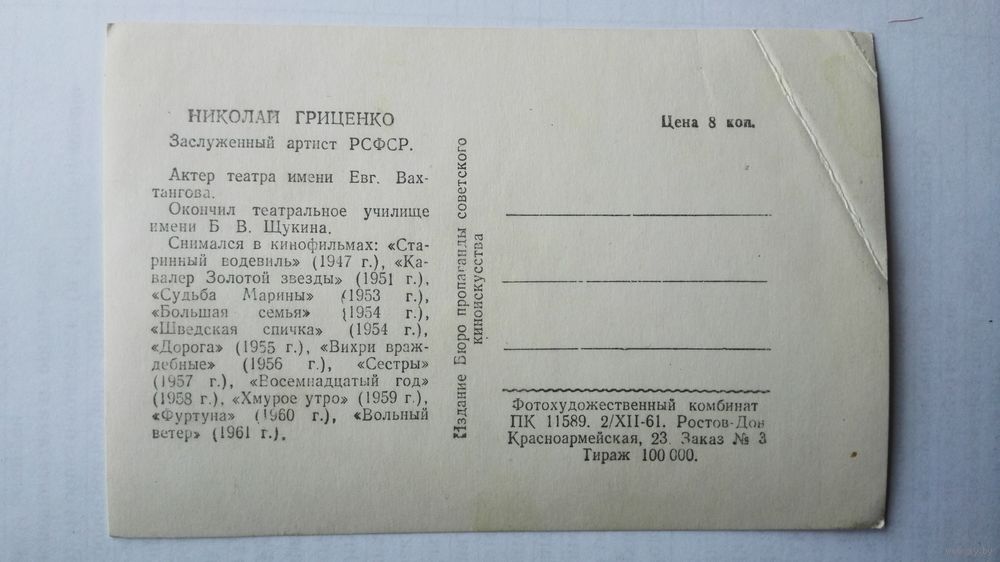 НИКОЛАЙ ГРИЦЕНКО
Заслуженный артист РСФСР.
Актер театра имени Евг. Вах-
тангова.
Окончил театральное училище
имени Б В. Щукина.
Снимался в кинофильмах: «Ста-
ринный водевиль» (1947 г.), «Ка-
валер Золотой звезды» (1951 г.),
«Судьба Марины» (1953 г.),
«Большая семья» (1954 г.),
«Шведская спичка» (1954 г.),
«Дорога» (1955 г.), «Вихри враж-
дебные» (1956 г.), «Сестры»
(1957 г.), «Восемнадцатый год»
(1958 г.), «Хмурое утро» (1959 г.),
«Фуртуна» (1960 г.), «Вольный
ветер» (1961 г.).
Издание Бюро пропаганды советского
киноискусства
Цена 8 коп.
Фотохудожественный комбинат
ПК 11589. 2/XII-61. Ростов-Дон
Красноармейская, 23. Заказ № 3
Тираж 100 000.